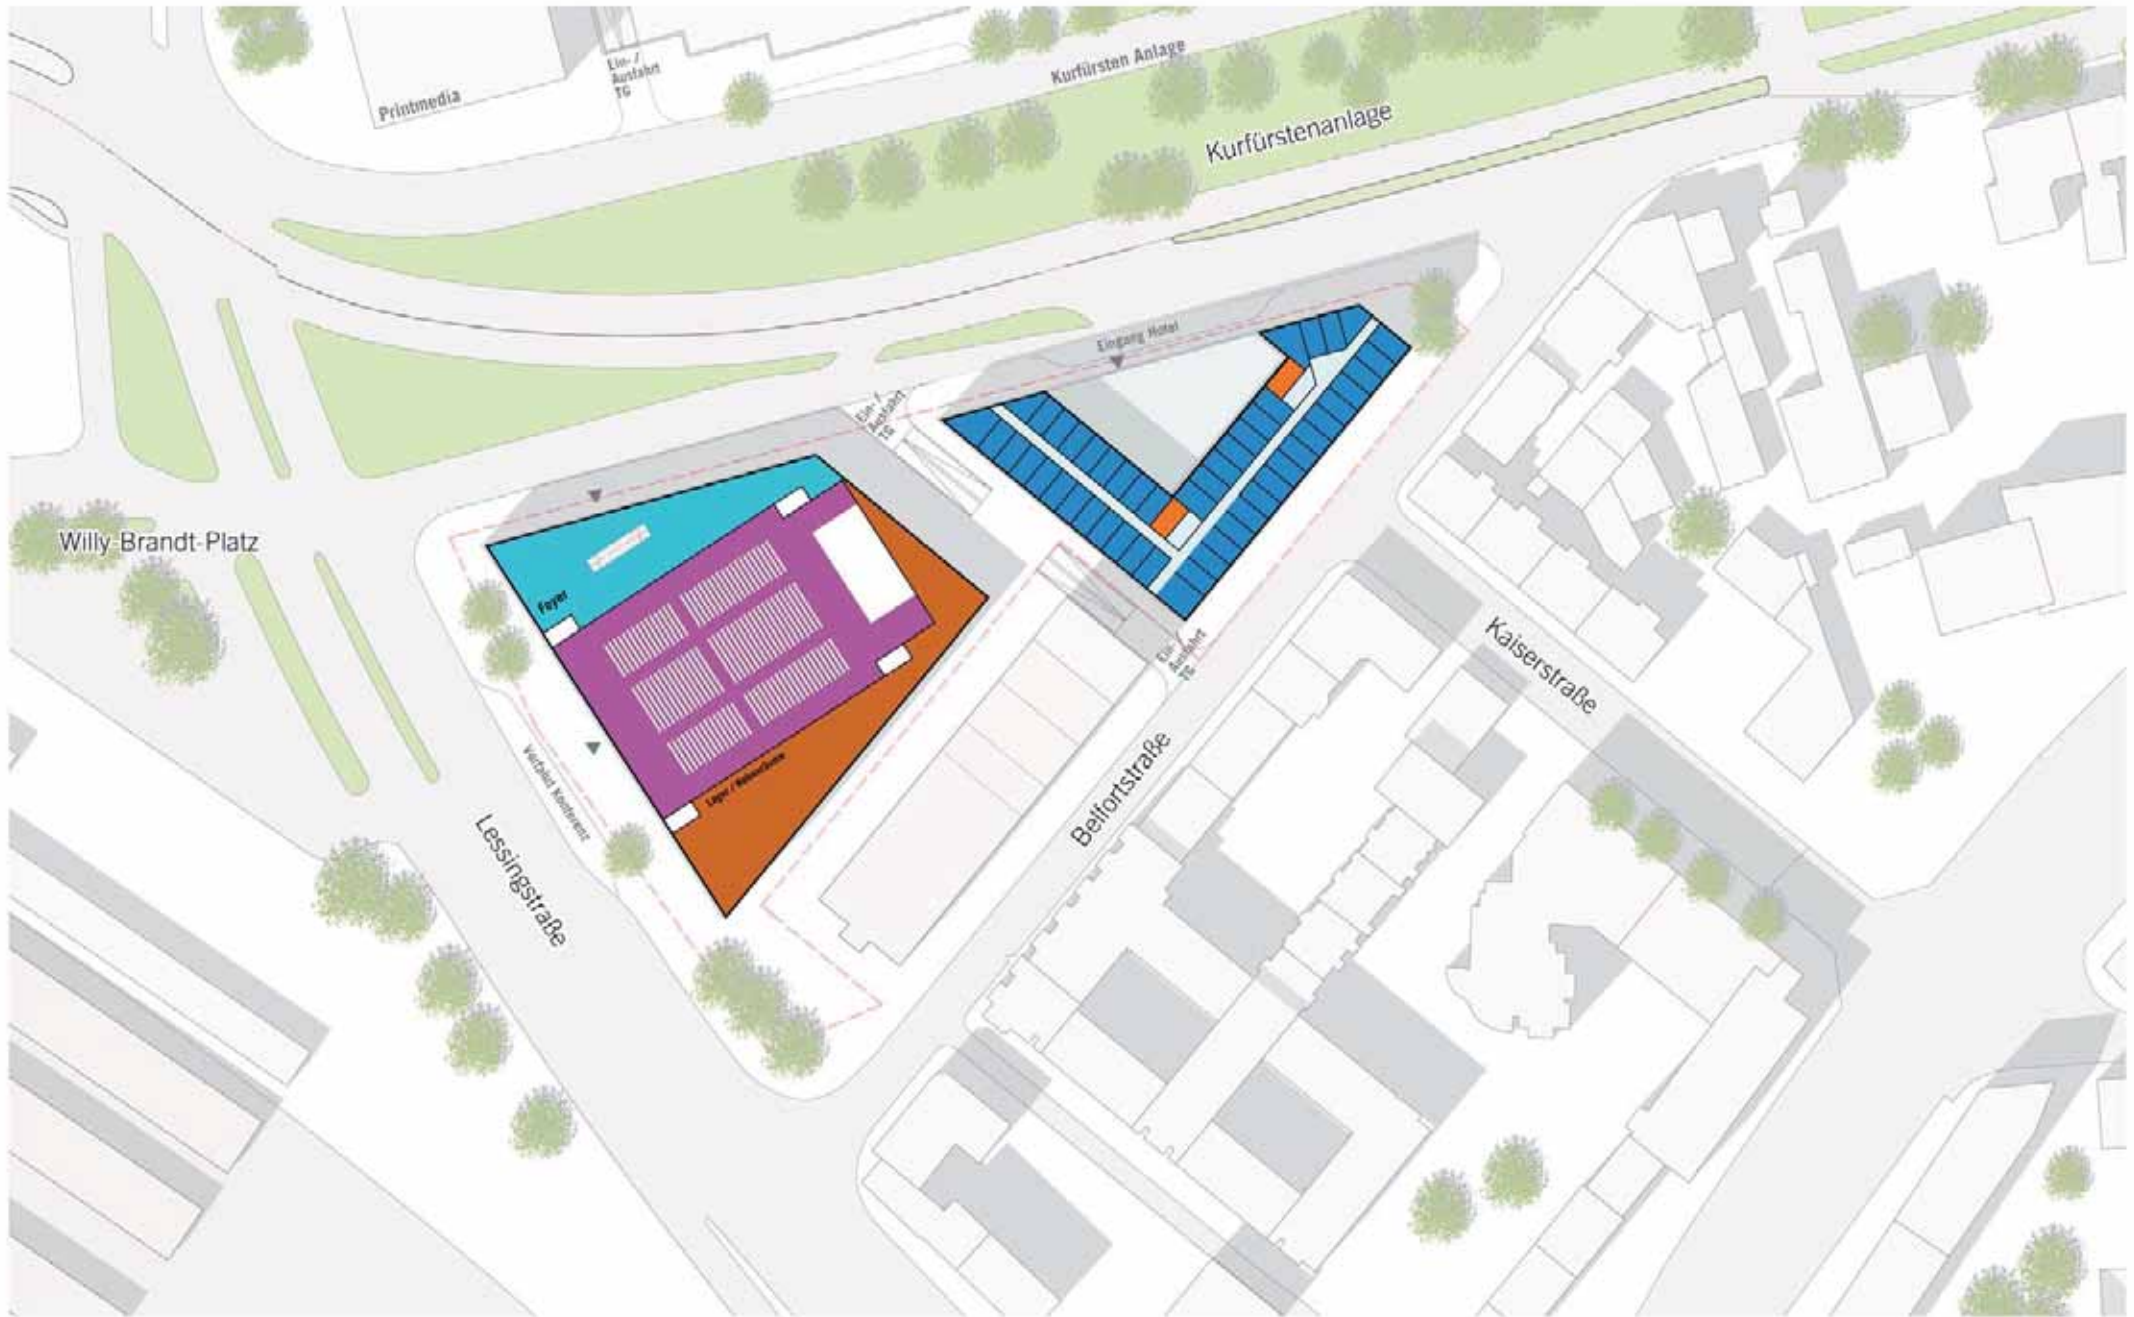 Ein- /
Ausfahrt
TG
Kurfürsten Anlage
Printmedia
Kurfürstenanlage
Eingang Hotel
Ein- /
Ausfahrt
TG
Willy-Brandt-Platz
Foyer
Kaiserstraße
Ein- /
Ausfahrt
TG
Lager / Nebenräume
Vorfahrt Konferenz
Belfortstraße
Lessingstraße